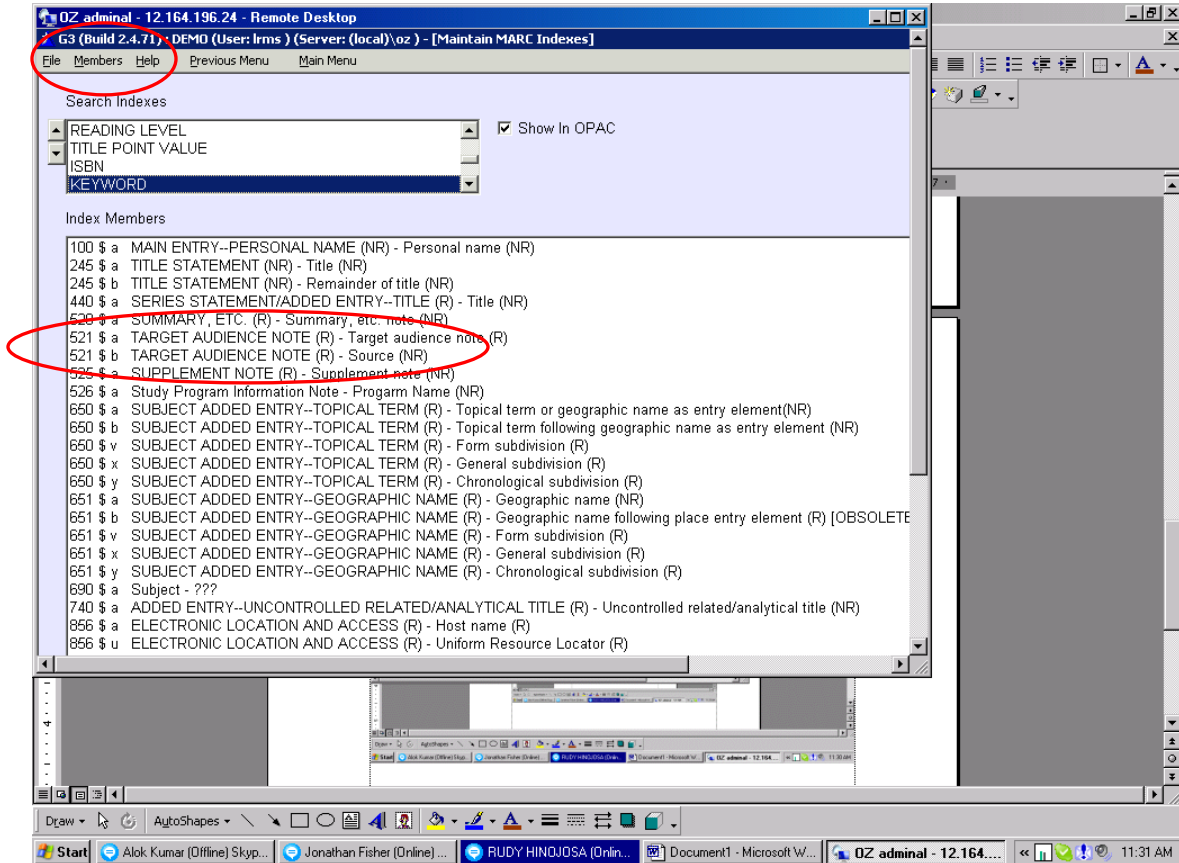 OZ adminal - 12.164.196.24 - Remote Desktop
G3 (Build 2.4.71) : DEMO (User: lrms ) (Server: (local)\oz ) - [Maintain MARC Indexes]
File Members Help Previous Menu Main Menu
Search Indexes
READING LEVEL
Show In OPAC
TITLE POINT VALUE
ISBN
KEYWORD
Index Members
100 $ a MAIN ENTRY--PERSONAL NAME (NR) - Personal name (NR)
245 $ a TITLE STATEMENT (NR) - Title (NR)
245 $ b TITLE STATEMENT (NR) - Remainder of title (NR)
440 $ a SERIES STATEMENT/ADDED ENTRY--TITLE (R) - Title (NR)
520 $ a SUMMARY, ETC. (R) - Summary, etc. note (NR)
521 $ a TARGET AUDIENCE NOTE (R) - Target audience note (R)
521 $ b TARGET AUDIENCE NOTE (R) - Source (NR)
525 $ a SUPPLEMENT NOTE (R) - Supplement note (NR)
526 $ a Study Program Information Note - Progarm Name (NR)
650 $ a SUBJECT ADDED ENTRY--TOPICAL TERM (R) - Topical term or geographic name as entry element(NR)
650 $ b SUBJECT ADDED ENTRY--TOPICAL TERM (R) - Topical term following geographic name as entry element (NR)
650 $ v SUBJECT ADDED ENTRY--TOPICAL TERM (R) - Form subdivision (R)
650 $ x SUBJECT ADDED ENTRY--TOPICAL TERM (R) - General subdivision (R)
650 $ y SUBJECT ADDED ENTRY--TOPICAL TERM (R) - Chronological subdivision (R)
651 $ a SUBJECT ADDED ENTRY--GEOGRAPHIC NAME (R) - Geographic name (NR)
651 $ b SUBJECT ADDED ENTRY--GEOGRAPHIC NAME (R) - Geographic name following place entry element (R) [OBSOLETE
651 $ v SUBJECT ADDED ENTRY--GEOGRAPHIC NAME (R) - Form subdivision (R)
651 $ x SUBJECT ADDED ENTRY--GEOGRAPHIC NAME (R) - General subdivision (R)
651 $ y SUBJECT ADDED ENTRY--GEOGRAPHIC NAME (R) - Chronological subdivision (R)
690 $ a Subject - ???
740 $ a ADDED ENTRY--UNCONTROLLED RELATED/ANALYTICAL TITLE (R) - Uncontrolled related/analytical title (NR)
856 $ a ELECTRONIC LOCATION AND ACCESS (R) - Host name (R)
856 $ u ELECTRONIC LOCATION AND ACCESS (R) - Uniform Resource Locator (R)
Draw AutoShapes
Start Alok Kumar (Offline) Skyp... Jonathan Fisher (Online) ... RUDY HINOJOSA (Onlin... Document1 - Microsoft W... OZ adminal - 12.164.... 11:31 AM